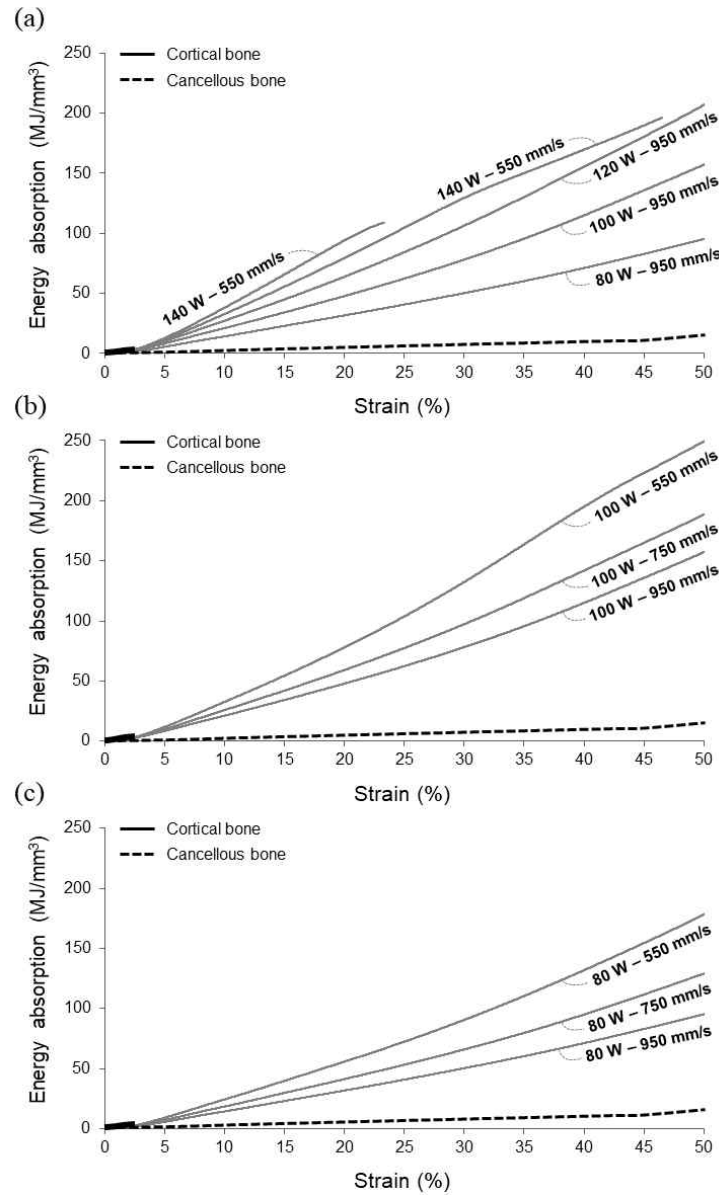 (a)
250
200
150
100
50
0
Energy absorption (MJ/mm³)
Cortical bone
Cancellous bone
140 W – 550 mm/s
140 W – 550 mm/s
120 W – 950 mm/s
100 W – 950 mm/s
80 W – 950 mm/s
0 5 10 15 20 25 30 35 40 45 50
Strain (%)
(b)
250
200
150
100
50
0
Energy absorption (MJ/mm³)
Cortical bone
Cancellous bone
100 W – 550 mm/s
100 W – 750 mm/s
100 W – 950 mm/s
0 5 10 15 20 25 30 35 40 45 50
Strain (%)
(c)
250
200
150
100
50
0
Energy absorption (MJ/mm³)
Cortical bone
Cancellous bone
80 W – 550 mm/s
80 W – 750 mm/s
80 W – 950 mm/s
0 5 10 15 20 25 30 35 40 45 50
Strain (%)